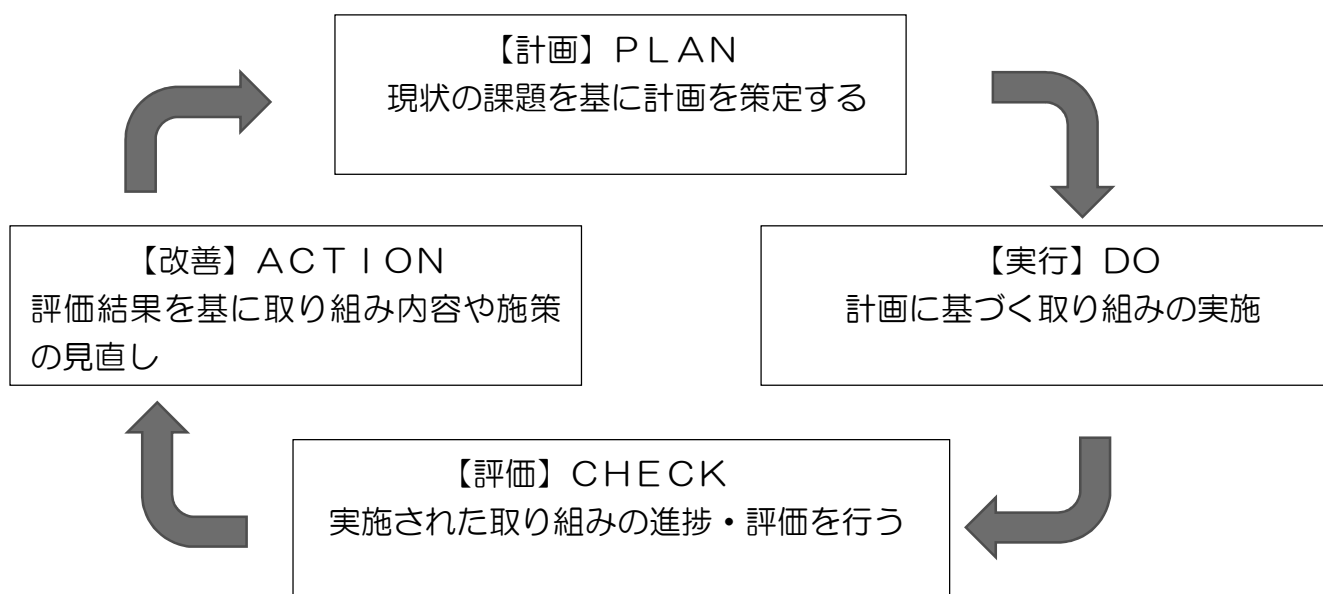 【計画】ＰＬＡＮ
現状の課題を基に計画を策定する
【実行】ＤＯ
計画に基づく取り組みの実施
【評価】ＣＨＥＣＫ
実施された取り組みの進捗・評価を行う
【改善】ＡＣＴＩＯＮ
評価結果を基に取り組み内容や施策
の見直し